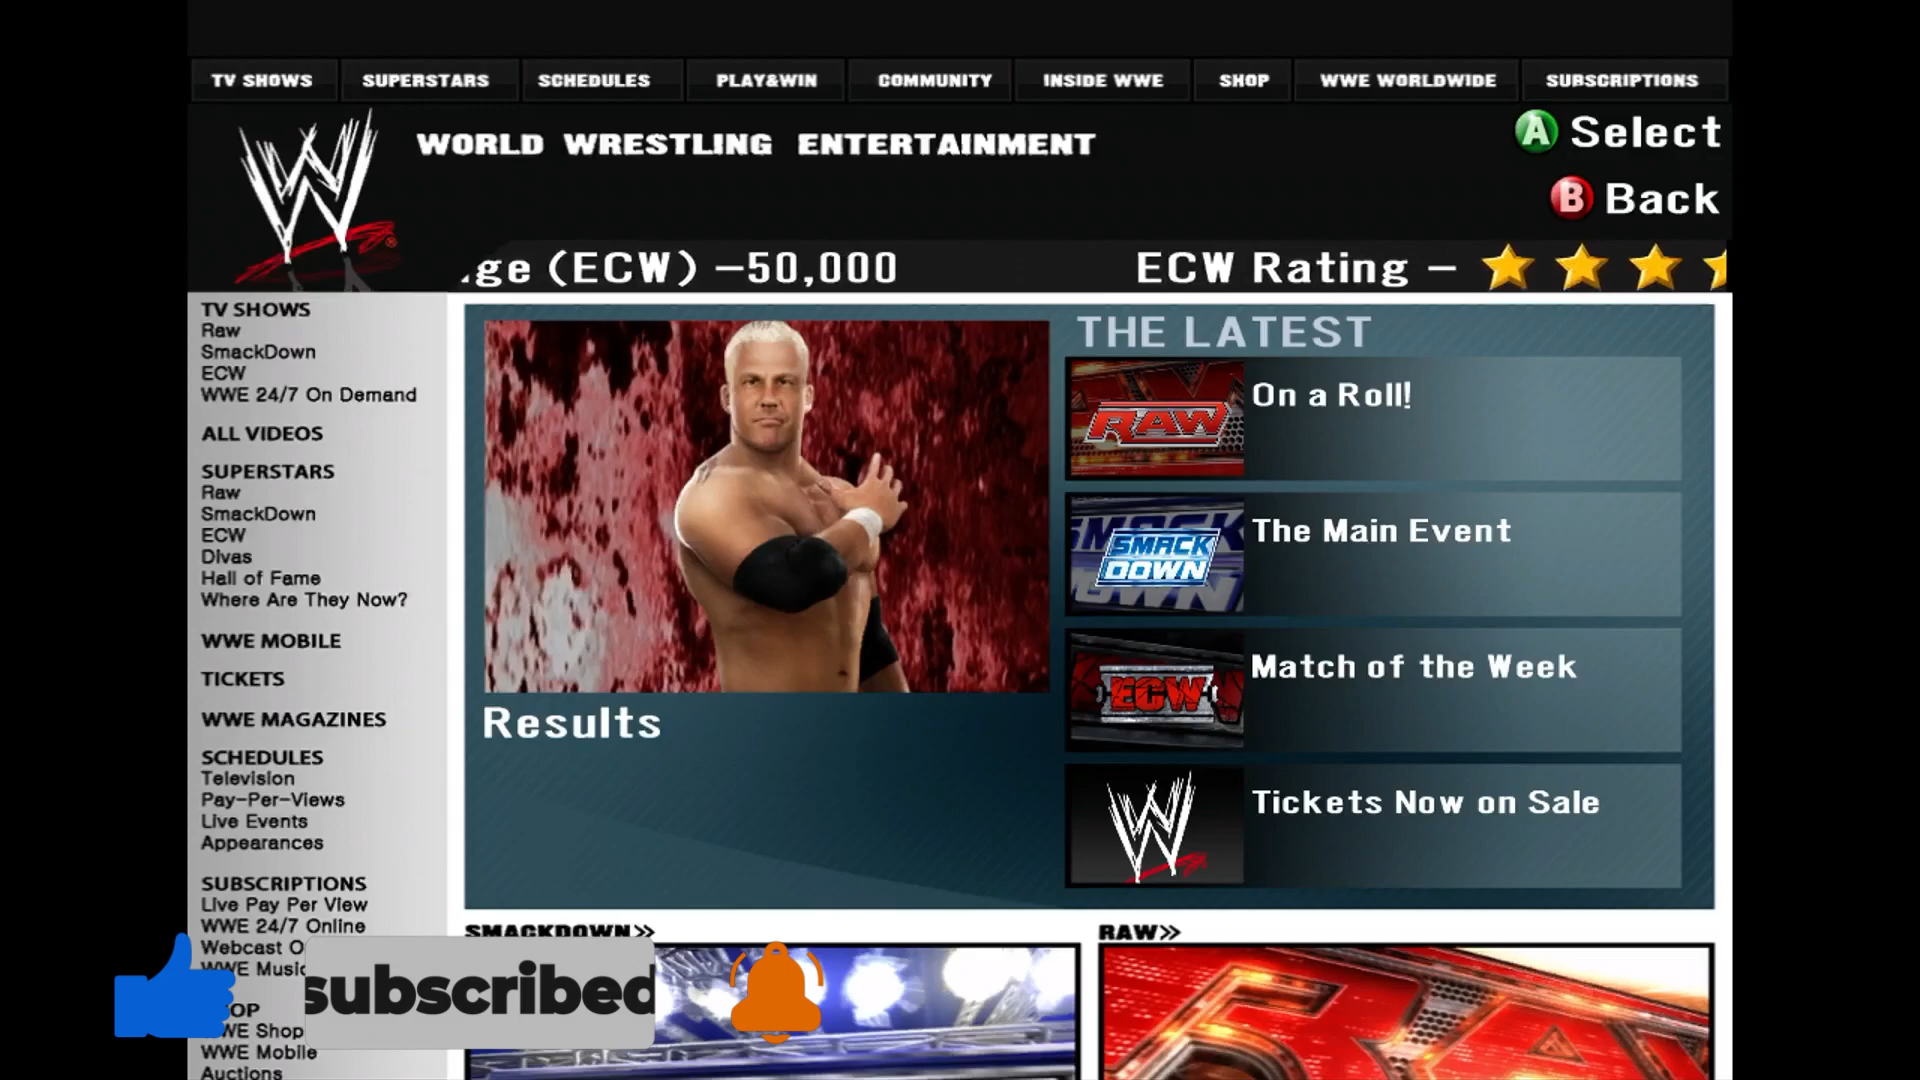 TV SHOWS SUPERSTARS SCHEDULES PLAY&WIN COMMUNITY INSIDE WWE SHOP WWE WORLDWIDE SUBSCRIPTIONS
WORLD WRESTLING ENTERTAINMENT
A Select
B Back
ge (ECW) –50,000 ECW Rating –
TV SHOWS
Raw
SmackDown
ECW
WWE 24/7 On Demand
ALL VIDEOS
SUPERSTARS
Raw
SmackDown
ECW
Divas
Hall of Fame
Where Are They Now?
WWE MOBILE
TICKETS
WWE MAGAZINES
SCHEDULES
Television
Pay-Per-Views
Live Events
Appearances
SUBSCRIPTIONS
Live Pay Per View
WWE 24/7 Online
Webcast O
WWE Music
OP
WE Shop
WWE Mobile
Auctions
Results
THE LATEST
RAW
On a Roll!
SMACK
DOWN
The Main Event
ECW
Match of the Week
W
Tickets Now on Sale
SMACKDOWN>>
RAW>>
subscribed